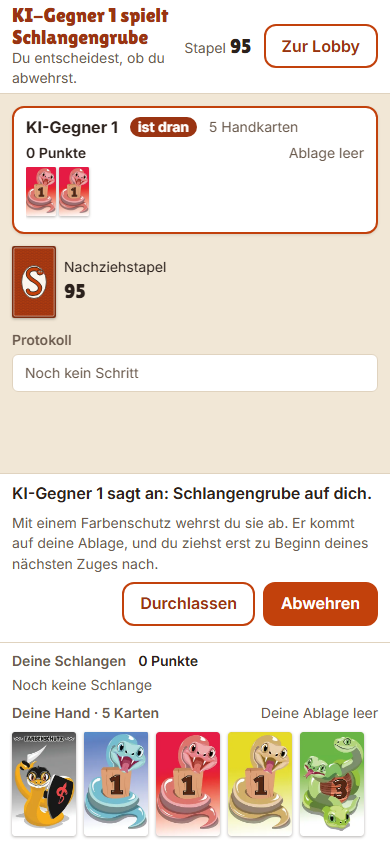 KI-Gegner 1 spielt
Schlangengrube
Du entscheidest, ob du
abwehrst.
Stapel 95
Zur Lobby
KI-Gegner 1 ist dran 5 Handkarten
0 Punkte Ablage leer
1 1
S Nachziehstapel
95
Protokoll
Noch kein Schritt
KI-Gegner 1 sagt an: Schlangengrube auf dich.
Mit einem Farbenschutz wehrst du sie ab. Er kommt
auf deine Ablage, und du ziehst erst zu Beginn deines
nächsten Zuges nach.
Durchlassen Abwehren
Deine Schlangen 0 Punkte
Noch keine Schlange
Deine Hand · 5 Karten Deine Ablage leer
FARBENSCHUTZ
1 1 1 3